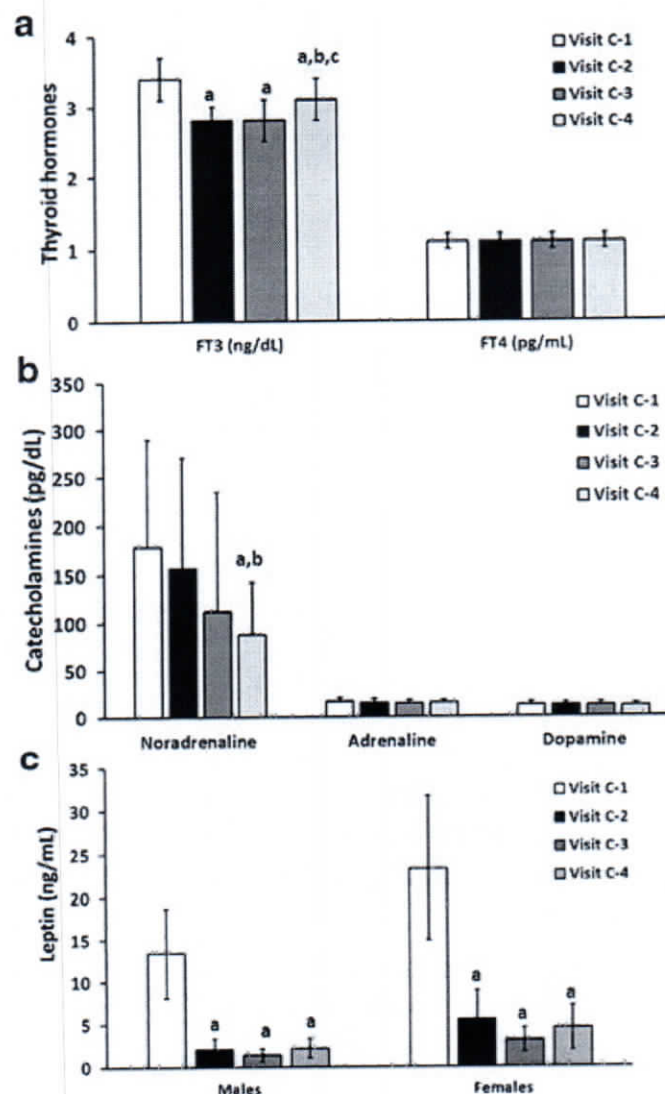 a
4
3
2
1
0
Thyroid hormones
a
a
a,b,c
Visit C-1
Visit C-2
Visit C-3
Visit C-4
FT3 (ng/dL)
FT4 (pg/mL)
b
350
300
250
200
150
100
50
0
Catecholamines (pg/dL)
a,b
Visit C-1
Visit C-2
Visit C-3
Visit C-4
Noradrenaline
Adrenaline
Dopamine
c
35
30
25
20
15
10
5
0
Leptin (ng/mL)
a
a
a
a
a
a
Visit C-1
Visit C-2
Visit C-3
Visit C-4
Males
Females